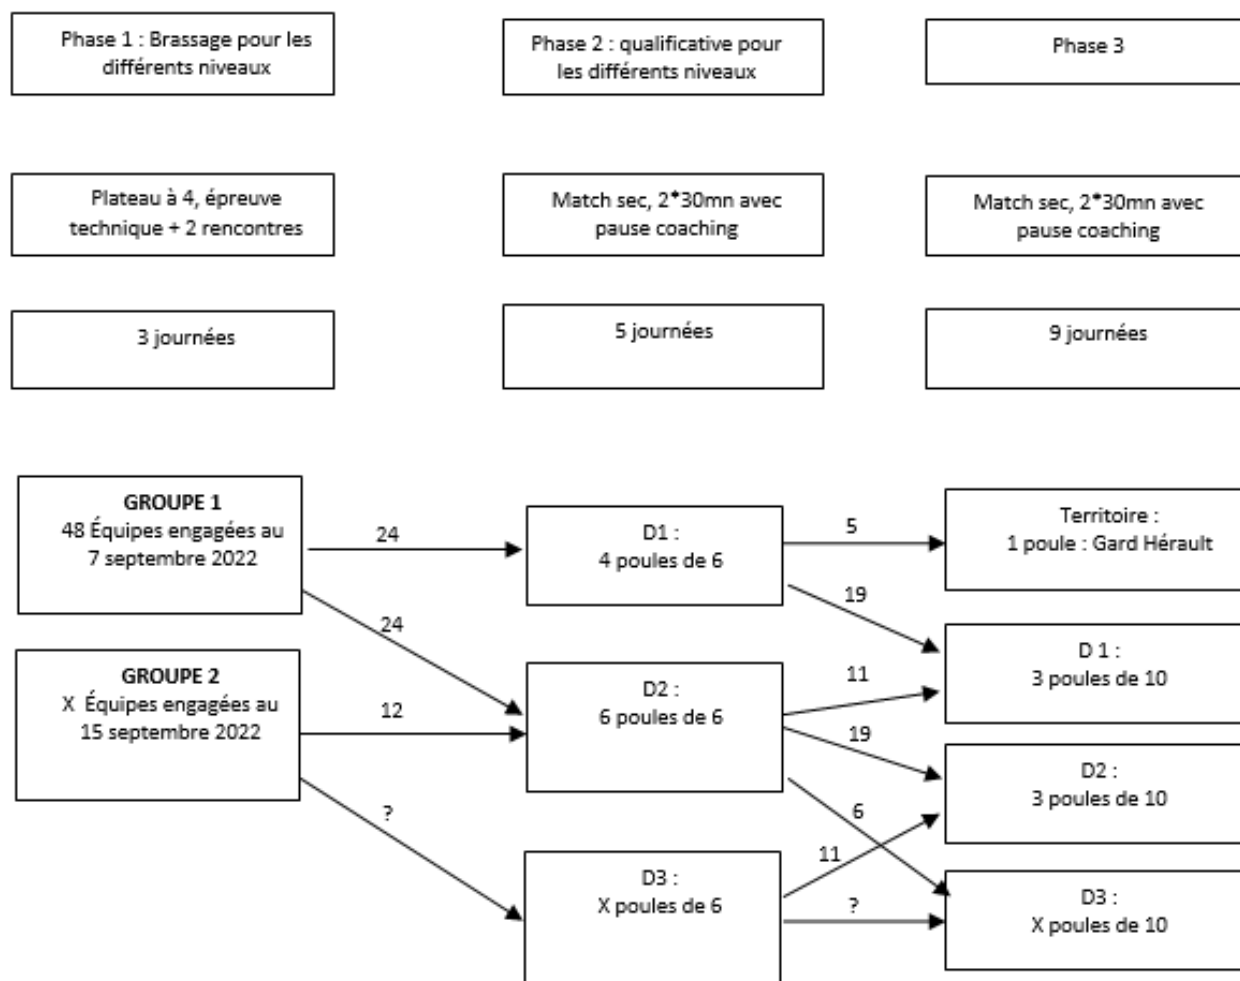 Phase 1 : Brassage pour les
différents niveaux
Phase 2 : qualificative pour
les différents niveaux
Phase 3
Plateau à 4, épreuve
technique + 2 rencontres
Match sec, 2*30mn avec
pause coaching
Match sec, 2*30mn avec
pause coaching
3 journées
5 journées
9 journées
GROUPE 1
48 Équipes engagées au
7 septembre 2022
24
24
D1 :
4 poules de 6
5
19
Territoire :
1 poule : Gard Hérault
D 1 :
3 poules de 10
GROUPE 2
X Équipes engagées au
15 septembre 2022
12
?
D2 :
6 poules de 6
11
19
6
D2 :
3 poules de 10
D3 :
X poules de 6
11
?
D3 :
X poules de 10